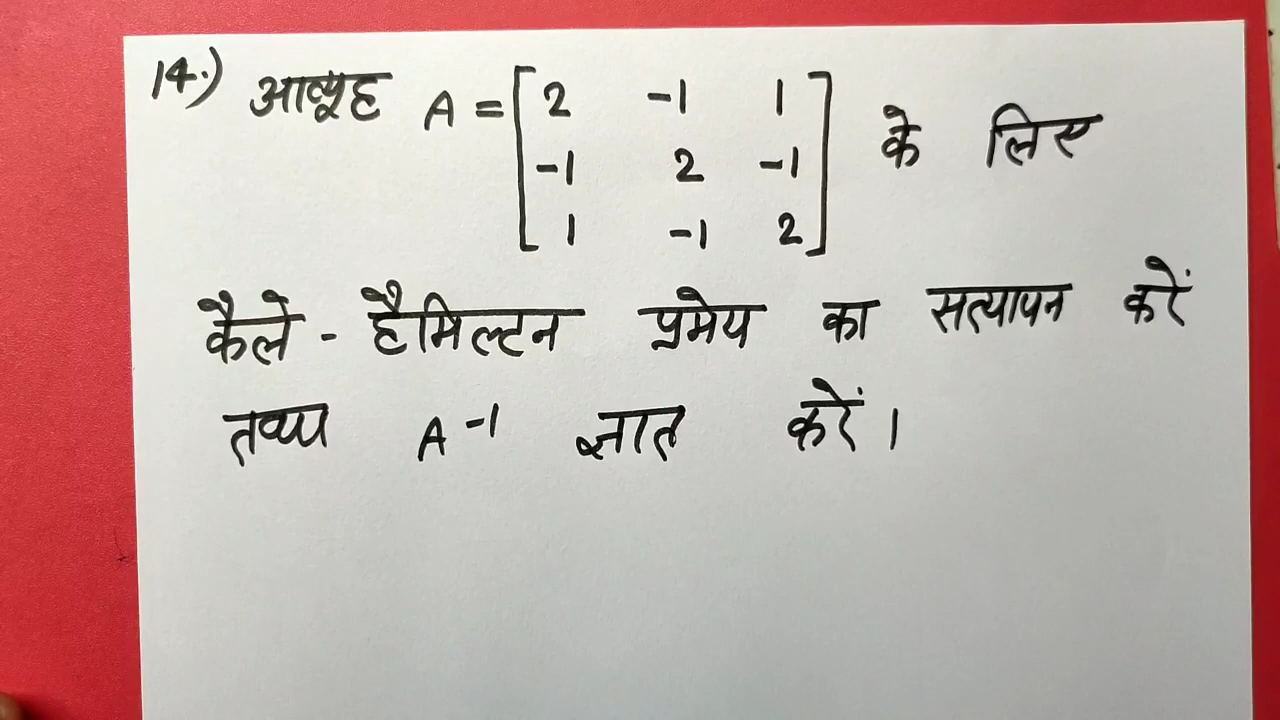 14.) आव्यूह A = [ 2 -1 1
-1 2 -1
1 -1 2 ] के लिए
कैले - हैमिल्टन प्रमेय का सत्यापन करें
तथा A-1 ज्ञात करें।